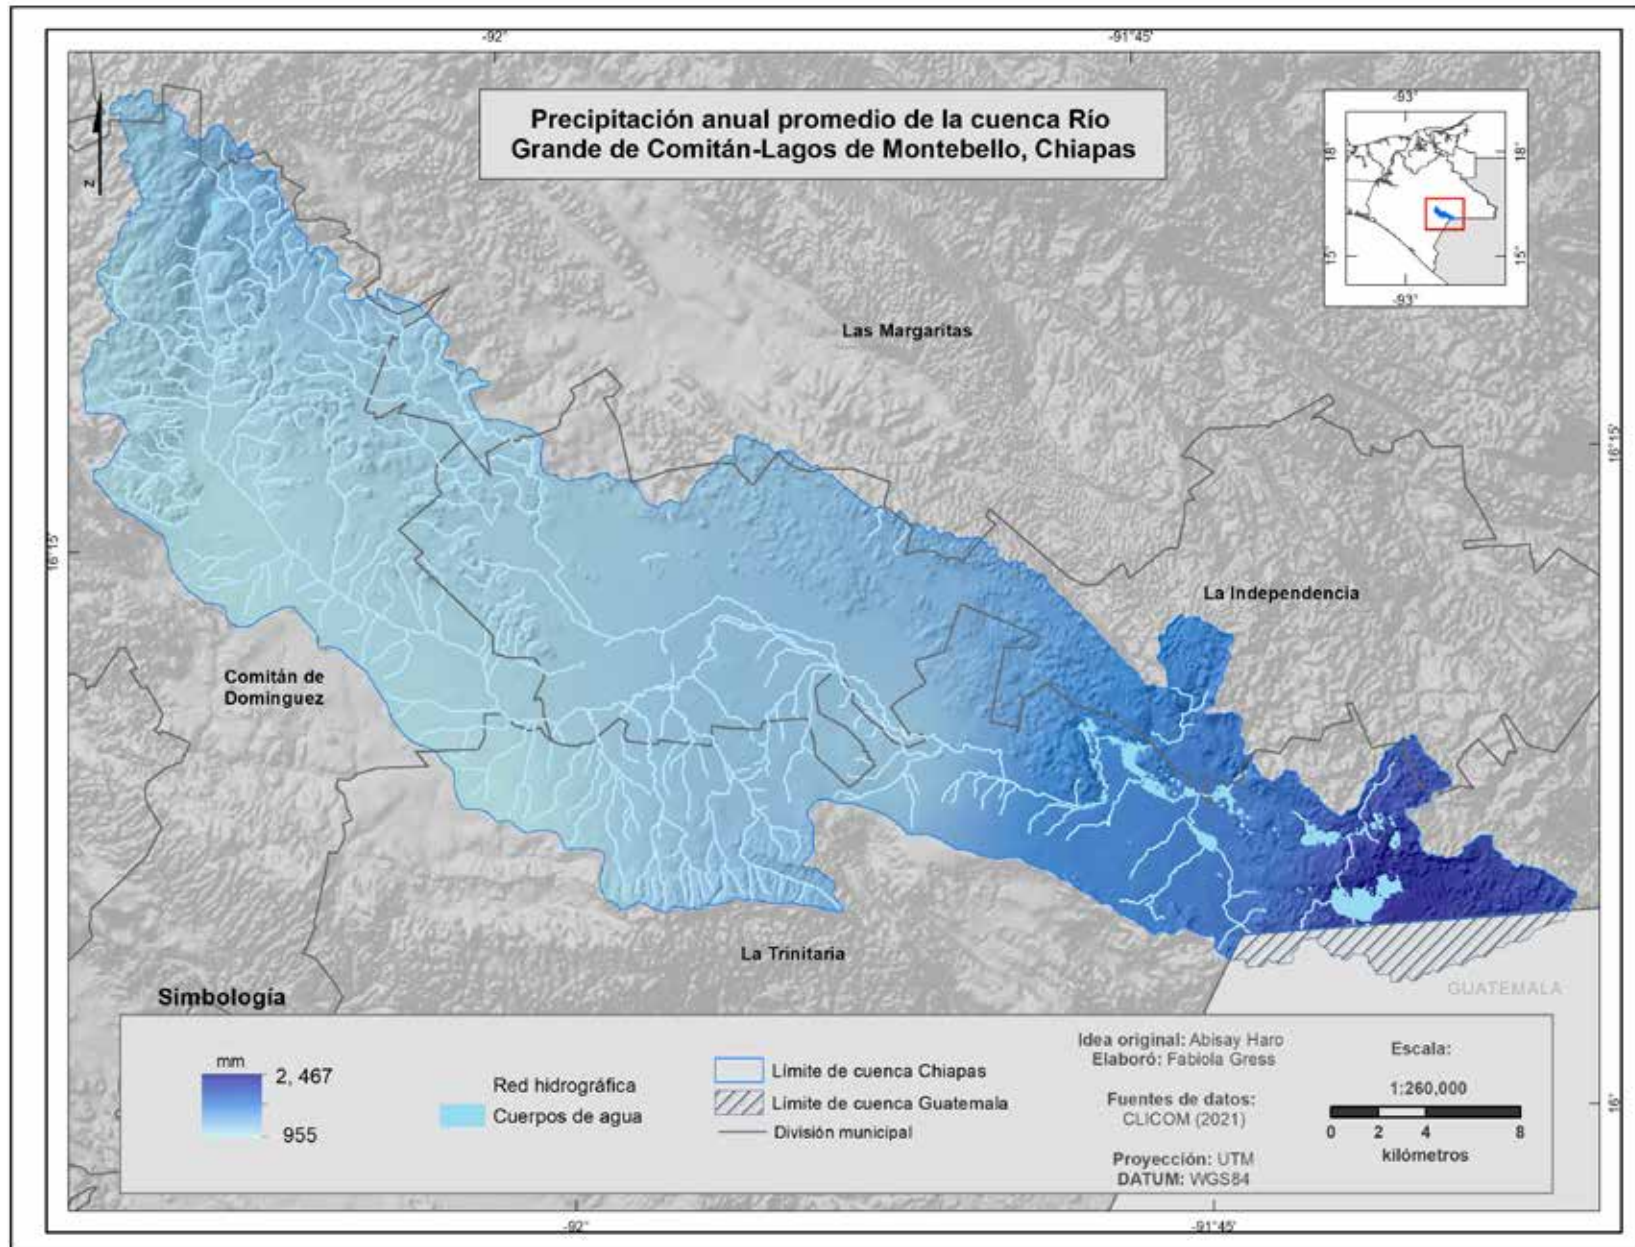 -92°
-91°45'
Precipitación anual promedio de la cuenca Río
Grande de Comitán-Lagos de Montebello, Chiapas
-93°
18°
18°
15°
15°
-93°
z
Las Margaritas
16°15'
16°15'
La Independencia
Comitán de
Dominguez
La Trinitaria
GUATEMALA
Simbología
mm
2, 467
955
Red hidrográfica
Cuerpos de agua
Límite de cuenca Chiapas
Límite de cuenca Guatemala
División municipal
Idea original: Abisay Haro
Elaboró: Fabiola Gress
Fuentes de datos:
CLICOM (2021)
Proyección: UTM
DATUM: WGS84
Escala:
1:260,000
0 2 4 8
kilómetros
16°
-92°
-91°45'